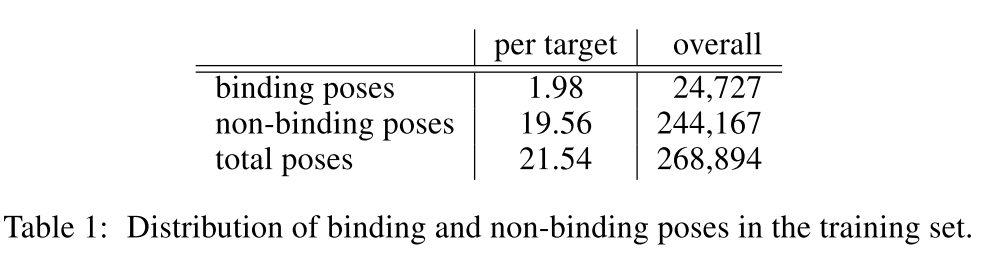 per target overall
binding poses 1.98 24,727
non-binding poses 19.56 244,167
total poses 21.54 268,894
Table 1: Distribution of binding and non-binding poses in the training set.